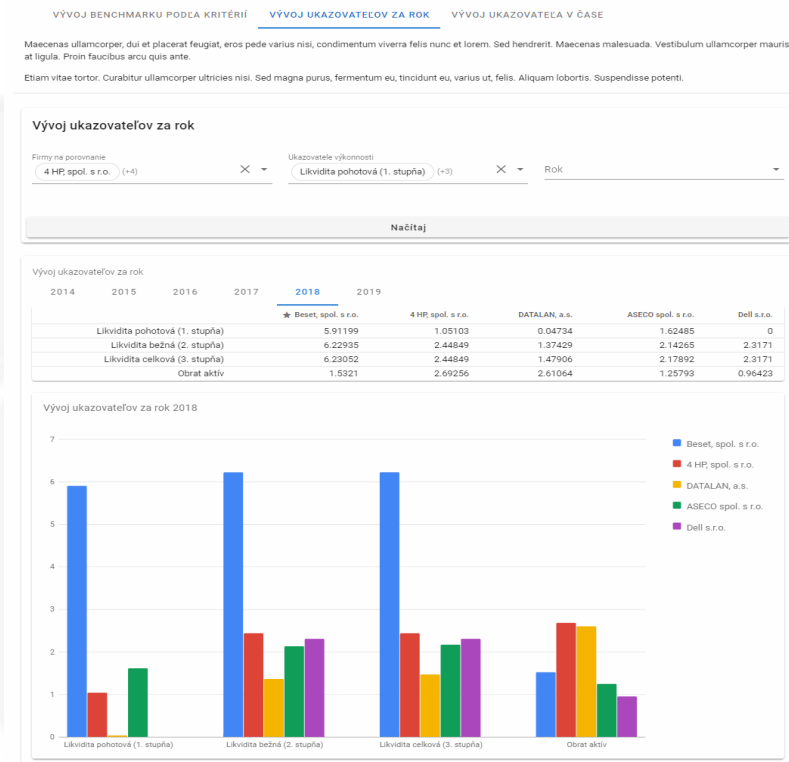 VÝVOJ BENCHMARKU PODĽA KRITÉRIÍ VÝVOJ UKAZOVATEĽOV ZA ROK VÝVOJ UKAZOVATEĽA V ČASE
Maecenas ullamcorper, dui et placerat feugiat, eros pede varius nisi, condimentum viverra felis nunc et lorem. Sed hendrerit. Maecenas malesuada. Vestibulum ullamcorper mauris
at ligula. Proin faucibus arcu quis ante.
Etiam vitae tortor. Curabitur ullamcorper ultricies nisi. Sed magna purus, fermentum eu, tincidunt eu, varius ut, felis. Aliquam lobortis. Suspendisse potenti.
Vývoj ukazovateľov za rok
Firmy na porovnanie Ukazovatele výkonnosti
4 HP, spol. s r.o. (+4) Likvidita pohotová (1. stupňa) (+3) Rok
Načítaj
Vývoj ukazovateľov za rok
2014 2015 2016 2017 2018 2019
★ Beset, spol. s r.o. 4 HP, spol. s r.o. DATALAN, a.s. ASECO spol. s r.o. Dell s.r.o.
Likvidita pohotová (1. stupňa) 5.91199 1.05103 0.04734 1.62485 0
Likvidita bežná (2. stupňa) 6.22935 2.44849 1.37429 2.14265 2.3171
Likvidita celková (3. stupňa) 6.23052 2.44849 1.47906 2.17892 2.3171
Obrat aktív 1.5321 2.69256 2.61064 1.25793 0.96423
Vývoj ukazovateľov za rok 2018
7
6
5
4
3
2
1
0
Likvidita pohotová (1. stupňa) Likvidita bežná (2. stupňa) Likvidita celková (3. stupňa) Obrat aktív
Beset, spol. s r.o.
4 HP, spol. s r.o.
DATALAN, a.s.
ASECO spol. s r.o.
Dell s.r.o.